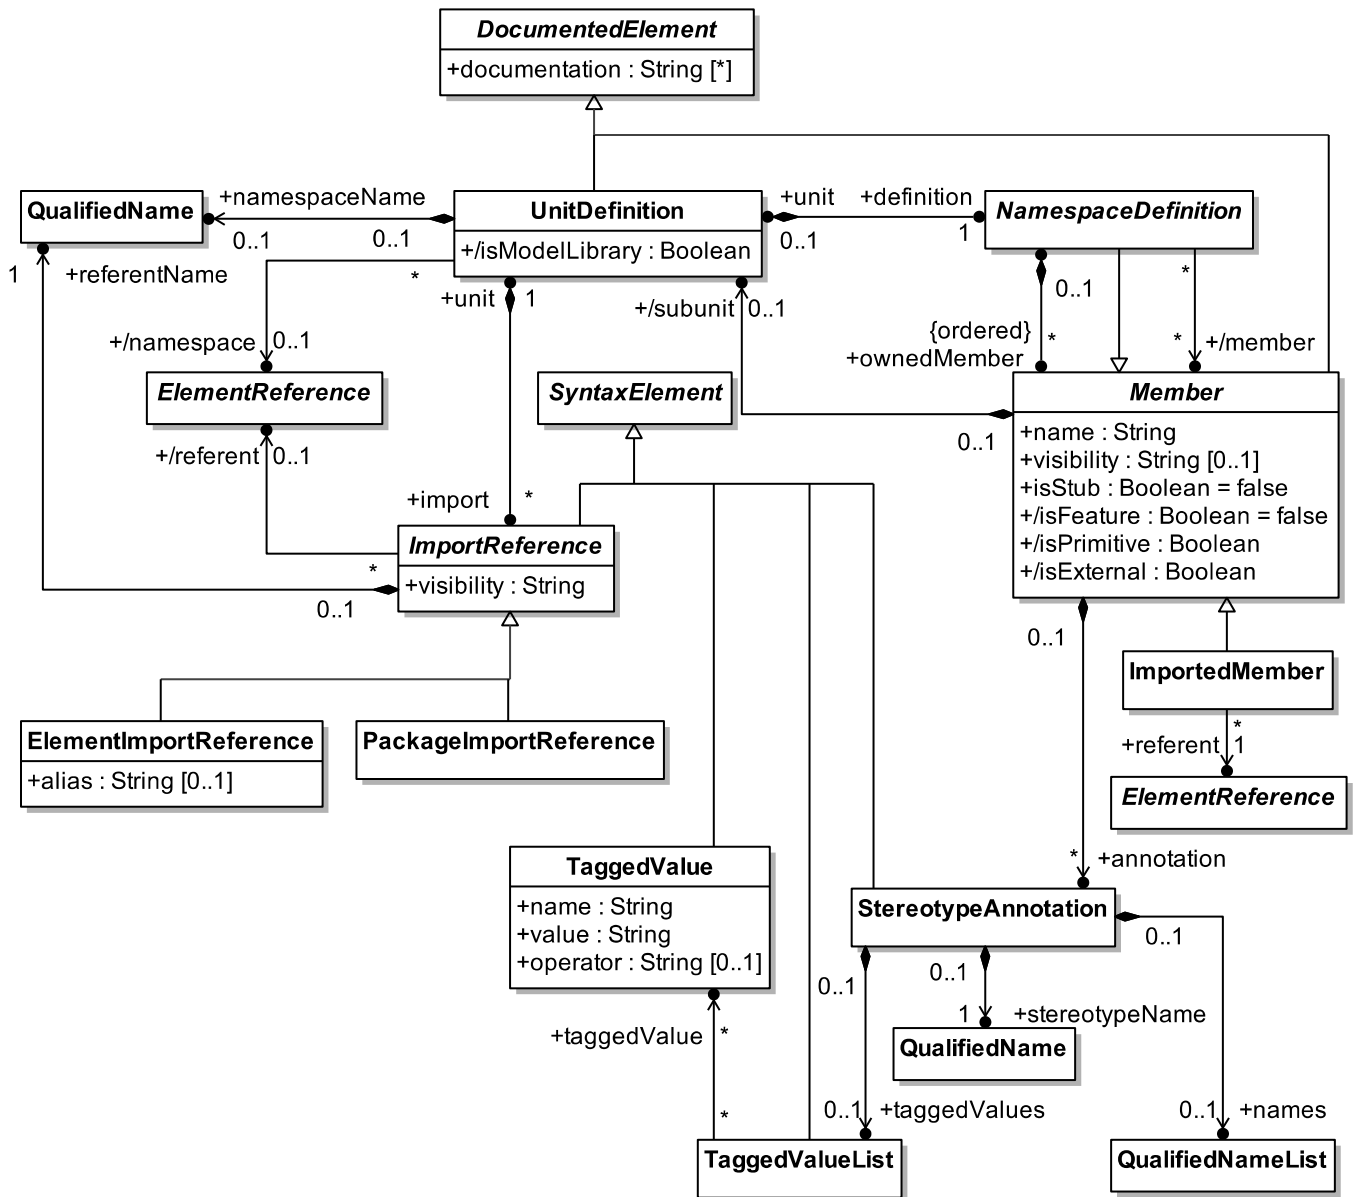 DocumentedElement
+documentation : String [*]
QualifiedName
+namespaceName
0..1
0..1
UnitDefinition
+/isModelLibrary : Boolean
+unit
0..1
+definition
1
NamespaceDefinition
1
+referentName
*
+unit
1
+/subunit
0..1
0..1
*
{ordered}
*
+ownedMember
*
+/member
+/namespace
0..1
ElementReference
+/referent
0..1
SyntaxElement
Member
+name : String
+visibility : String [0..1]
+isStub : Boolean = false
+/isFeature : Boolean = false
+/isPrimitive : Boolean
+/isExternal : Boolean
0..1
+import
*
ImportReference
+visibility : String
*
0..1
0..1
ImportedMember
*
+referent
1
ElementReference
ElementImportReference
+alias : String [0..1]
PackageImportReference
TaggedValue
+name : String
+value : String
+operator : String [0..1]
*
+annotation
StereotypeAnnotation
0..1
0..1
0..1
1
+stereotypeName
QualifiedName
+taggedValue
*
*
0..1
+taggedValues
0..1
+names
TaggedValueList
QualifiedNameList